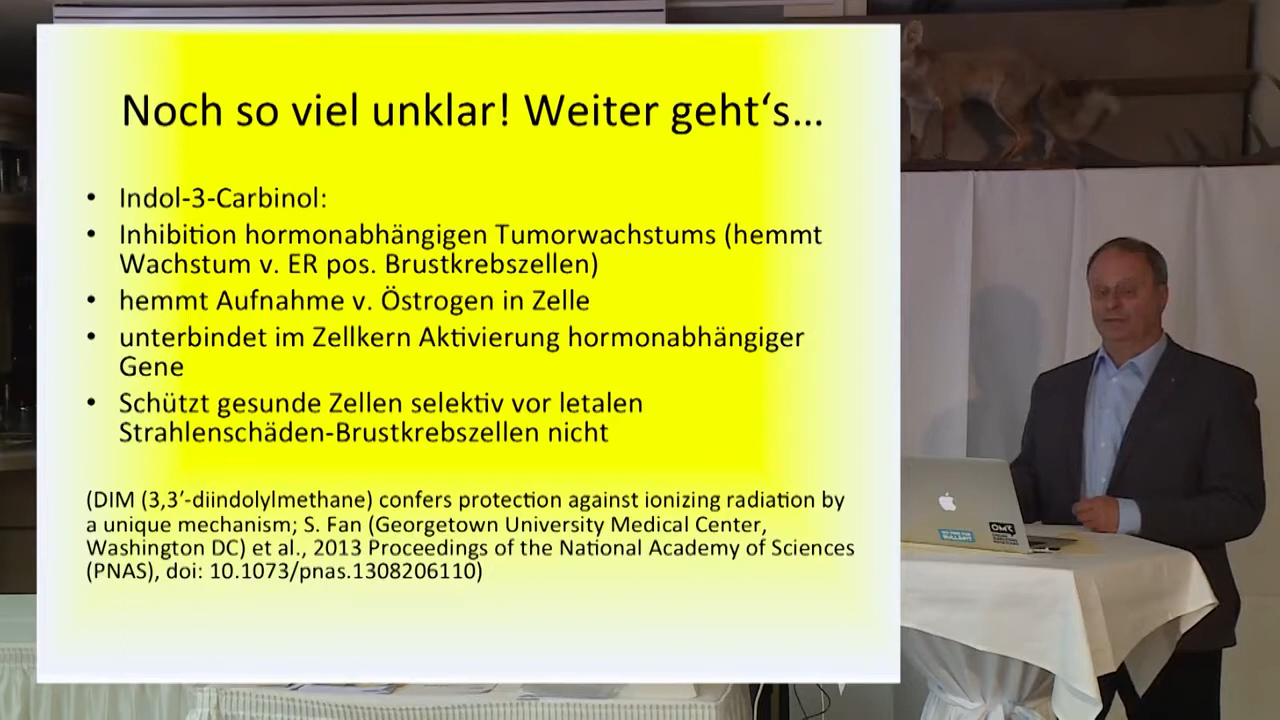 Noch so viel unklar! Weiter geht‘s...
• Indol-3-Carbinol:
• Inhibition hormonabhängigen Tumorwachstums (hemmt
Wachstum v. ER pos. Brustkrebszellen)
• hemmt Aufnahme v. Östrogen in Zelle
• unterbindet im Zellkern Aktivierung hormonabhängiger
Gene
• Schützt gesunde Zellen selektiv vor letalen
Strahlenschäden-Brustkrebszellen nicht
(DIM (3,3’-diindolylmethane) confers protection against ionizing radiation by
a unique mechanism; S. Fan (Georgetown University Medical Center,
Washington DC) et al., 2013 Proceedings of the National Academy of Sciences
(PNAS), doi: 10.1073/pnas.1308206110)